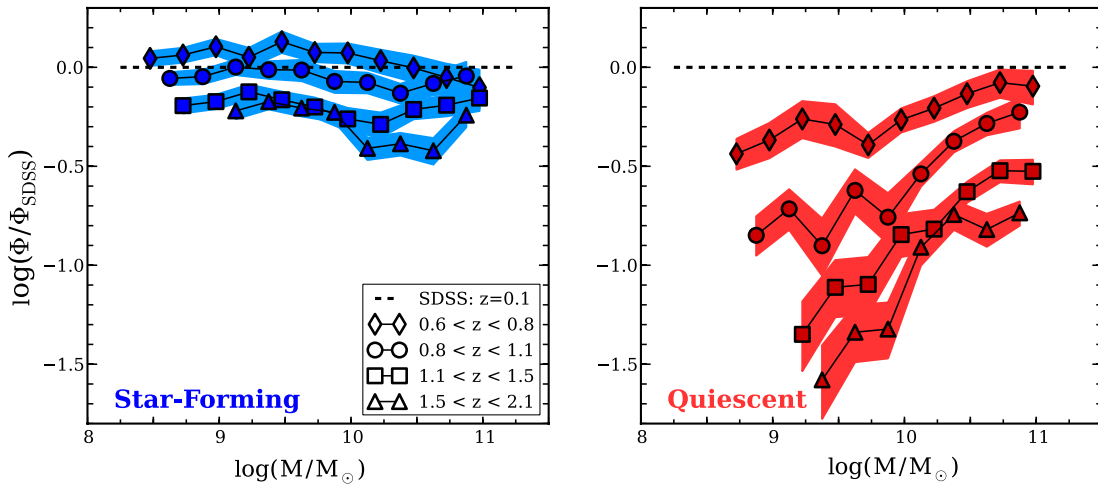 log(Φ/Φ_SDSS)
0.0
−0.5
−1.0
−1.5
8
9
10
11
log(M/M_⊙)
Star-Forming
SDSS: z=0.1
0.6 < z < 0.8
0.8 < z < 1.1
1.1 < z < 1.5
1.5 < z < 2.1
0.0
−0.5
−1.0
−1.5
8
9
10
11
log(M/M_⊙)
Quiescent